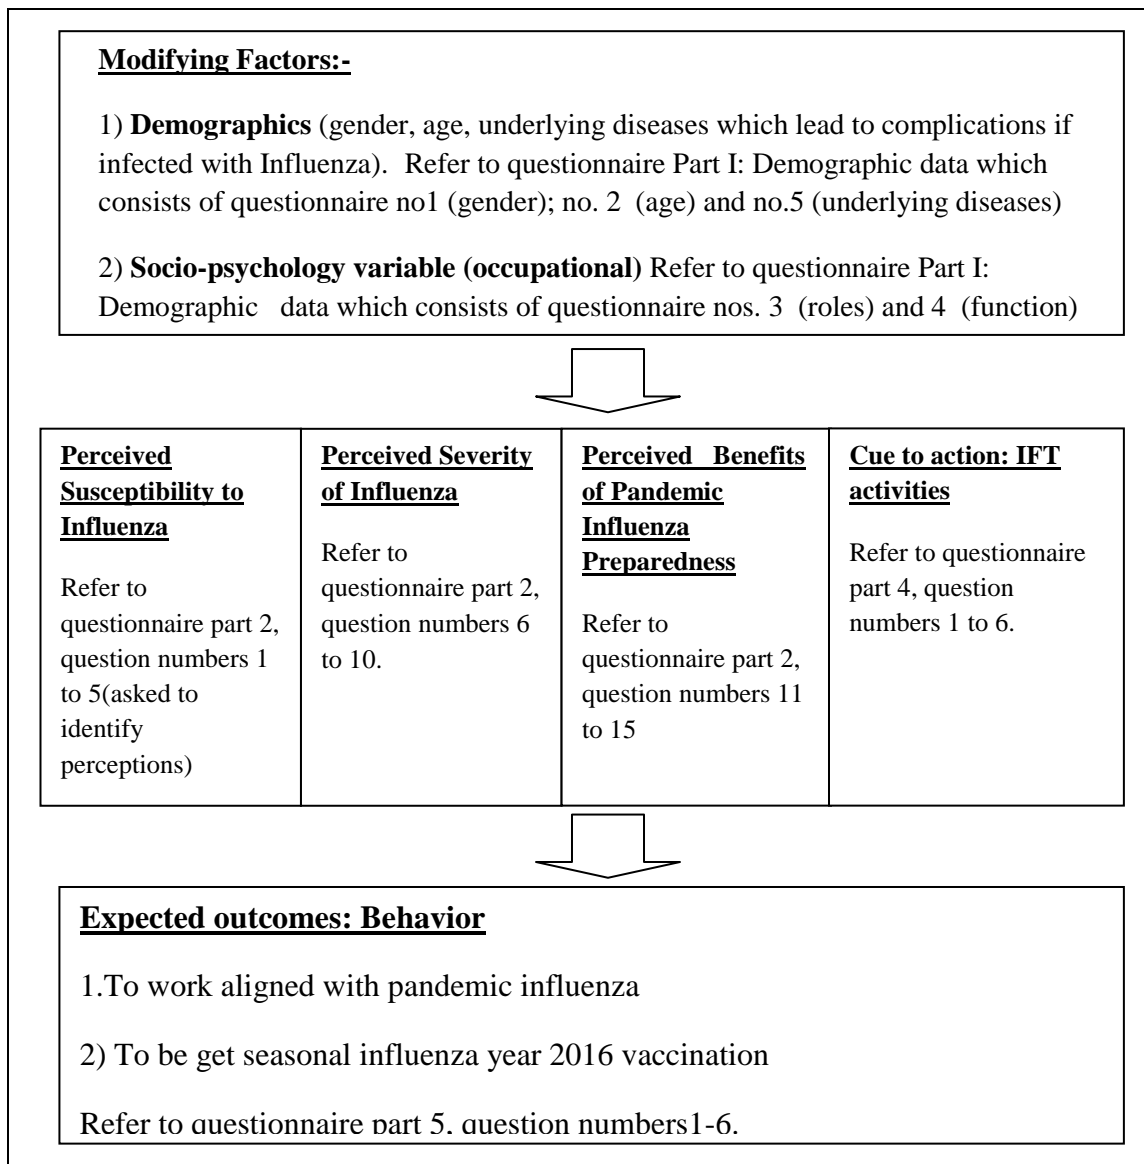 Modifying Factors:-
1) Demographics (gender, age, underlying diseases which lead to complications if
infected with Influenza).  Refer to questionnaire Part I: Demographic data which
consists of questionnaire no1 (gender); no. 2  (age) and no.5 (underlying diseases)
2) Socio-psychology variable (occupational) Refer to questionnaire Part I:
Demographic   data which consists of questionnaire nos. 3  (roles) and 4  (function)
Perceived
Susceptibility to
Influenza
Refer to
questionnaire part 2,
question numbers 1
to 5(asked to
identify
perceptions)
Perceived Severity
of Influenza
Refer to
questionnaire part 2,
question numbers 6
to 10.
Perceived Benefits
of Pandemic
Influenza
Preparedness
Refer to
questionnaire part 2,
question numbers 11
to 15
Cue to action: IFT
activities
Refer to questionnaire
part 4, question
numbers 1 to 6.
Expected outcomes: Behavior
1.To work aligned with pandemic influenza
2) To be get seasonal influenza year 2016 vaccination
Refer to questionnaire part 5, question numbers1-6.